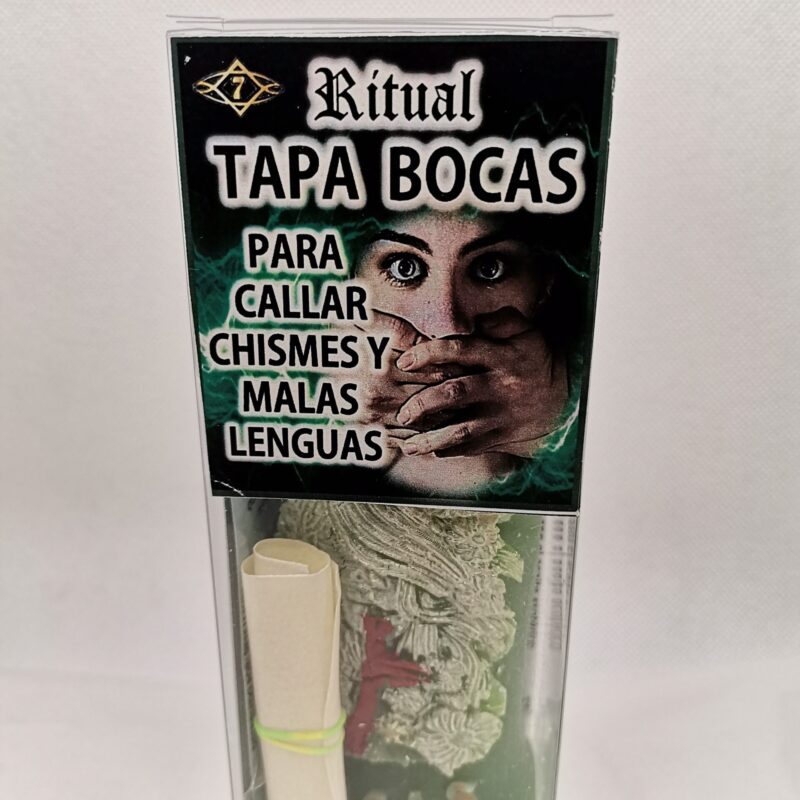 7
Ritual
TAPA BOCAS
PARA
CALLAR
CHISMES Y
MALAS
LENGUAS